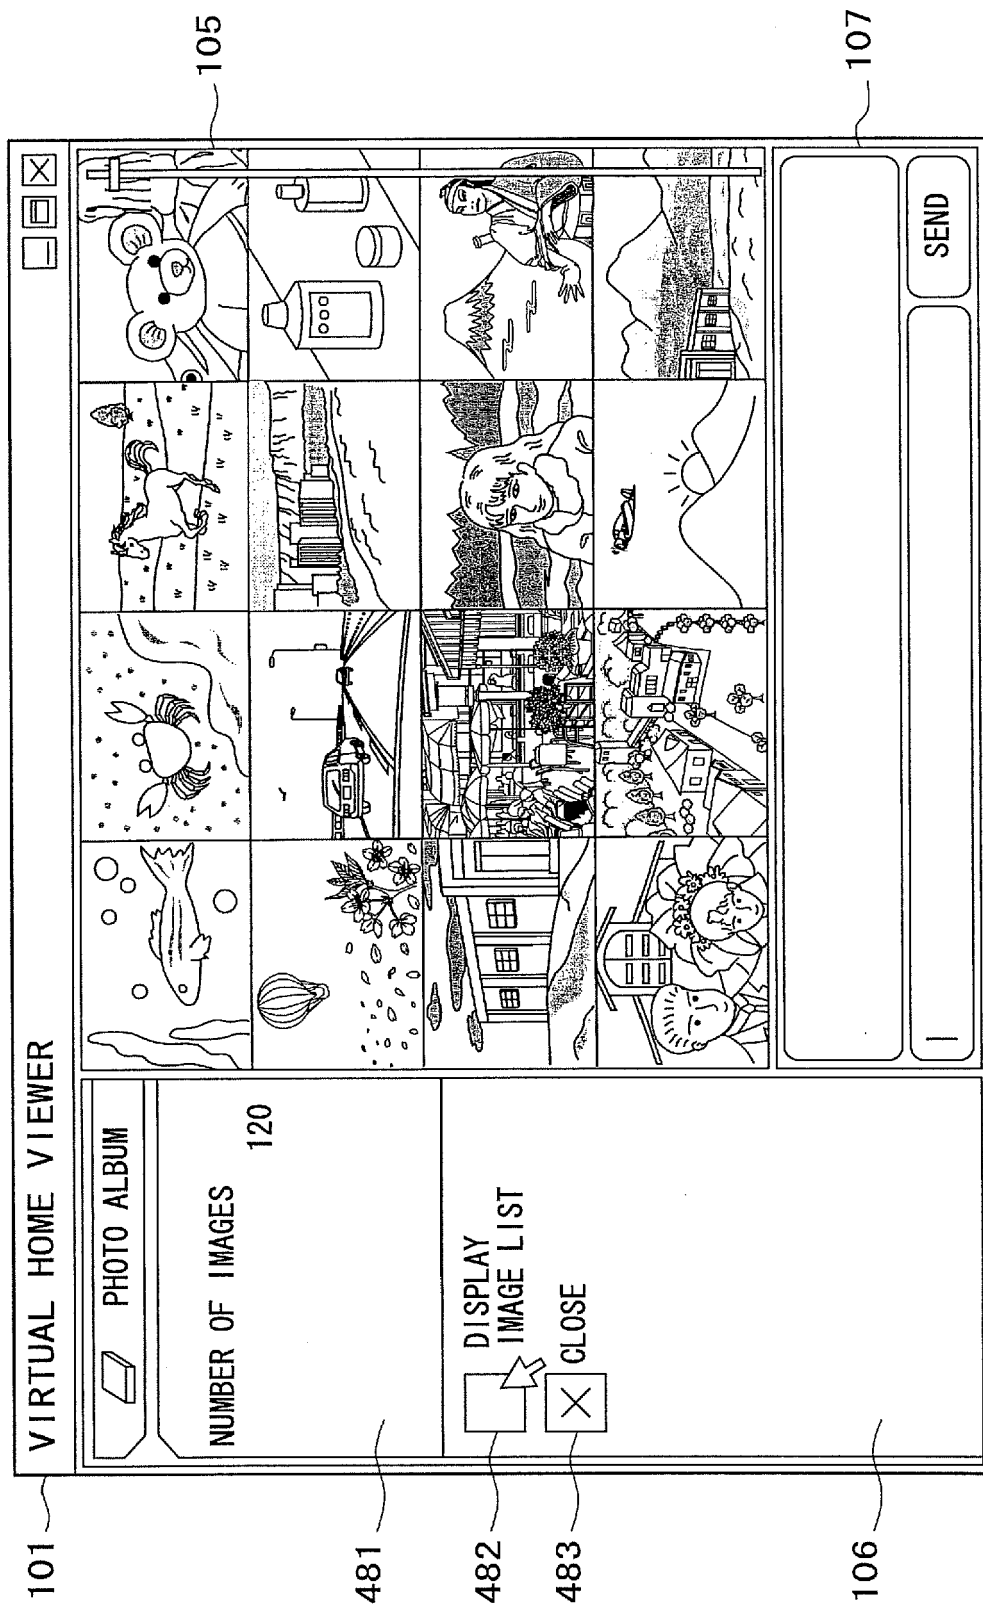 101
VIRTUAL HOME VIEWER
105
PHOTO ALBUM
481
NUMBER OF IMAGES
120
482
DISPLAY
IMAGE LIST
483
CLOSE
106
107
SEND